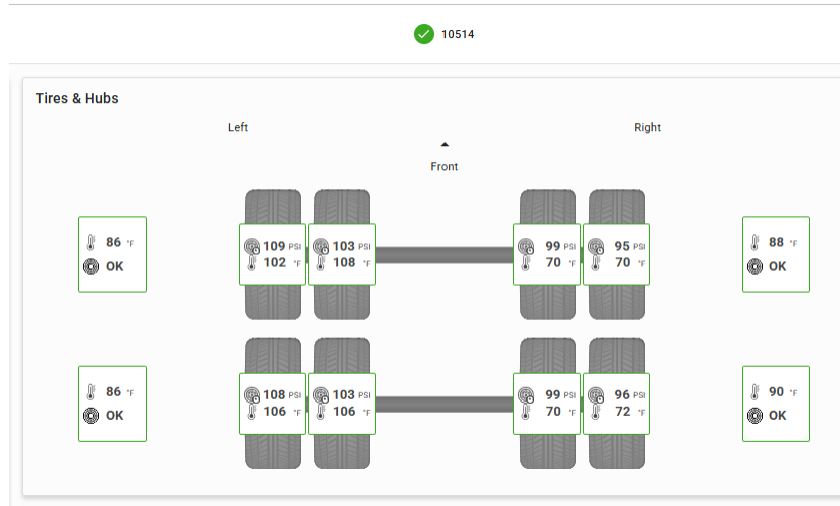 10514
Tires & Hubs
Left
Right
Front
86 °F
OK
109 PSI
102 °F
103 PSI
108 °F
99 PSI
70 °F
95 PSI
70 °F
88 °F
OK
86 °F
OK
108 PSI
106 °F
103 PSI
106 °F
99 PSI
70 °F
96 PSI
72 °F
90 °F
OK